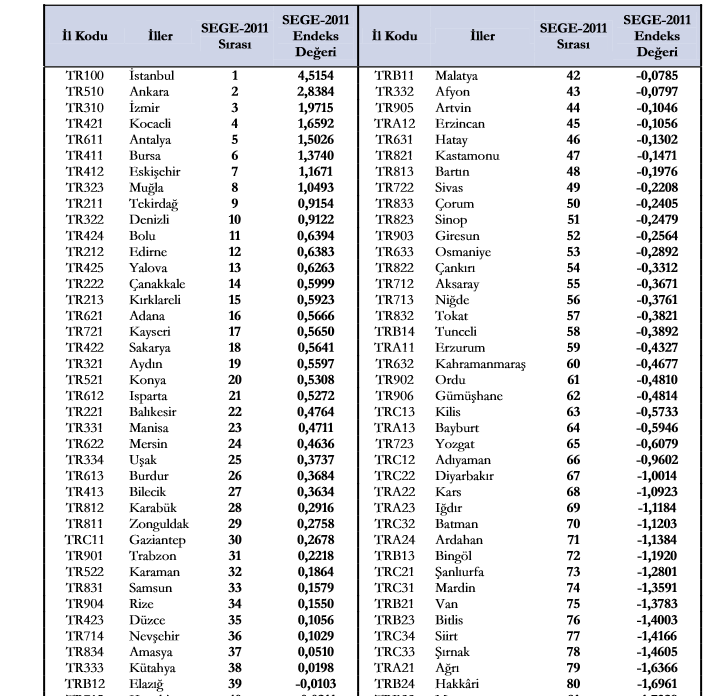 İl Kodu İller SEGE-2011 Sırası SEGE-2011 Endeks Değeri İl Kodu İller SEGE-2011 Sırası SEGE-2011 Endeks Değeri
TR100 İstanbul 1 4,5154 TRB11 Malatya 42 -0,0785
TR510 Ankara 2 2,8384 TR332 Afyon 43 -0,0797
TR310 İzmir 3 1,9715 TR905 Artvin 44 -0,1046
TR421 Kocaeli 4 1,6592 TRA12 Erzincan 45 -0,1056
TR611 Antalya 5 1,5026 TR631 Hatay 46 -0,1302
TR411 Bursa 6 1,3740 TR821 Kastamonu 47 -0,1471
TR412 Eskişehir 7 1,1671 TR813 Bartın 48 -0,1976
TR323 Muğla 8 1,0493 TR722 Sivas 49 -0,2208
TR211 Tekirdağ 9 0,9154 TR833 Çorum 50 -0,2405
TR322 Denizli 10 0,9122 TR823 Sinop 51 -0,2479
TR424 Bolu 11 0,6394 TR903 Giresun 52 -0,2564
TR212 Edirne 12 0,6383 TR633 Osmaniye 53 -0,2892
TR425 Yalova 13 0,6263 TR822 Çankırı 54 -0,3312
TR222 Çanakkale 14 0,5999 TR712 Aksaray 55 -0,3671
TR213 Kırklareli 15 0,5923 TR713 Niğde 56 -0,3761
TR621 Adana 16 0,5666 TR832 Tokat 57 -0,3821
TR721 Kayseri 17 0,5650 TRB14 Tunceli 58 -0,3892
TR422 Sakarya 18 0,5641 TRA11 Erzurum 59 -0,4327
TR321 Aydın 19 0,5597 TR632 Kahramanmaraş 60 -0,4677
TR521 Konya 20 0,5308 TR902 Ordu 61 -0,4810
TR612 Isparta 21 0,5272 TR906 Gümüşhane 62 -0,4814
TR221 Balıkesir 22 0,4764 TRC13 Kilis 63 -0,5733
TR331 Manisa 23 0,4711 TRA13 Bayburt 64 -0,5946
TR622 Mersin 24 0,4636 TR723 Yozgat 65 -0,6079
TR334 Uşak 25 0,3737 TRC12 Adıyaman 66 -0,9602
TR613 Burdur 26 0,3684 TRC22 Diyarbakır 67 -1,0014
TR413 Bilecik 27 0,3634 TRA22 Kars 68 -1,0923
TR812 Karabük 28 0,2916 TRA23 Iğdır 69 -1,1184
TR811 Zonguldak 29 0,2758 TRC32 Batman 70 -1,1203
TRC11 Gaziantep 30 0,2678 TRA24 Ardahan 71 -1,1384
TR901 Trabzon 31 0,2218 TRB13 Bingöl 72 -1,1920
TR522 Karaman 32 0,1864 TRC21 Şanlıurfa 73 -1,2801
TR831 Samsun 33 0,1579 TRC31 Mardin 74 -1,3591
TR904 Rize 34 0,1550 TRB21 Van 75 -1,3783
TR423 Düzce 35 0,1056 TRB23 Bitlis 76 -1,4003
TR714 Nevşehir 36 0,1029 TRC34 Siirt 77 -1,4166
TR834 Amasya 37 0,0510 TRC33 Şırnak 78 -1,4605
TR333 Kütahya 38 0,0198 TRA21 Ağrı 79 -1,6366
TRB12 Elazığ 39 -0,0103 TRB24 Hakkâri 80 -1,6961